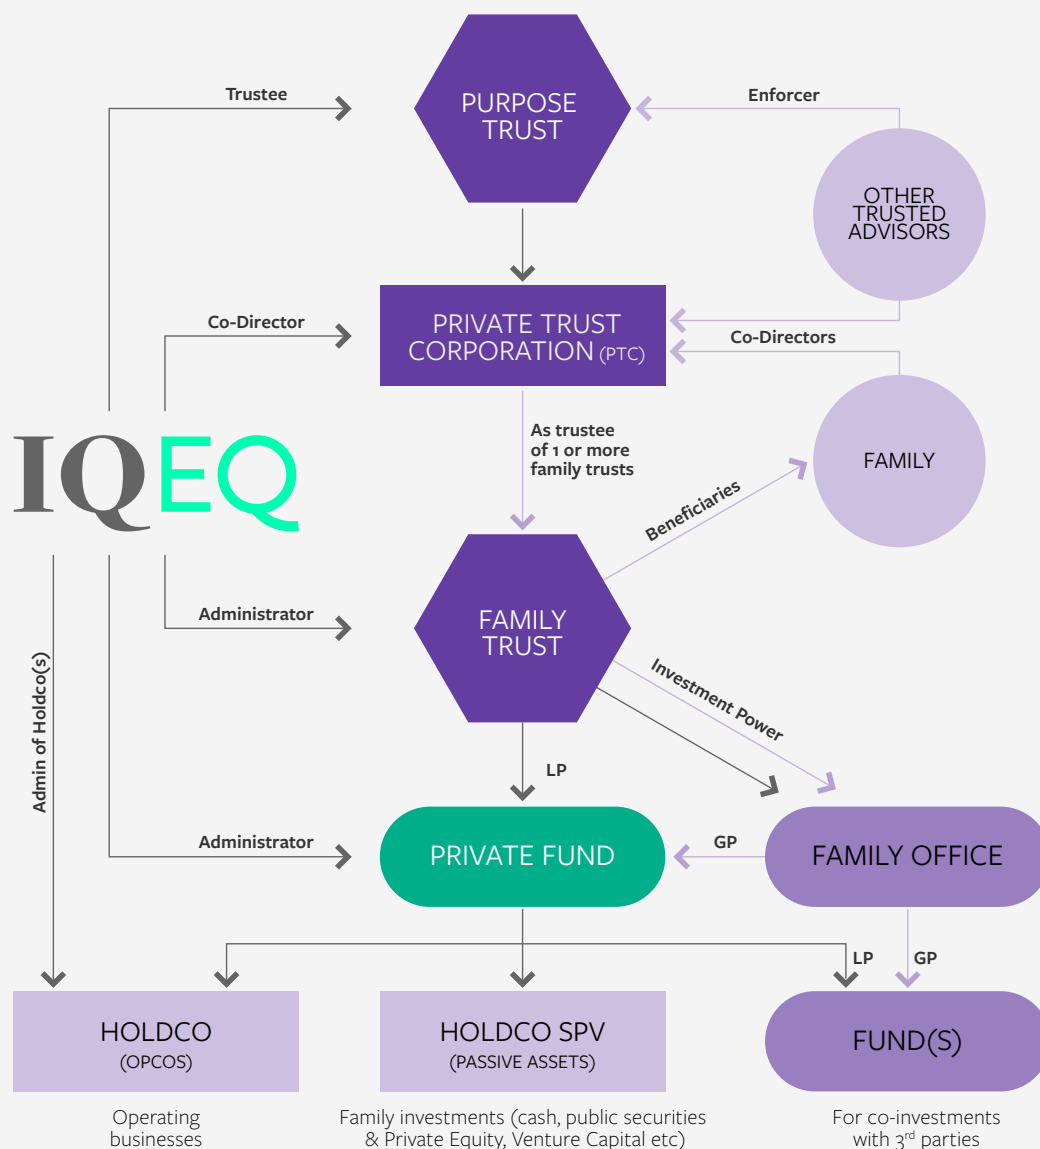 Trustee
PURPOSE
TRUST
Enforcer
OTHER
TRUSTED
ADVISORS
Co-Director
PRIVATE TRUST
CORPORATION (PTC)
Co-Directors
As trustee
of 1 or more
family trusts
FAMILY
IQEQ
Beneficiaries
Administrator
FAMILY
TRUST
Investment Power
Admin of Holdco(s)
LP
Administrator
PRIVATE FUND
GP
FAMILY OFFICE
LP
GP
HOLDCO
(OPCOS)
HOLDCO SPV
(PASSIVE ASSETS)
FUND(S)
Operating
businesses
Family investments (cash, public securities
& Private Equity, Venture Capital etc)
For co-investments
with 3rd parties